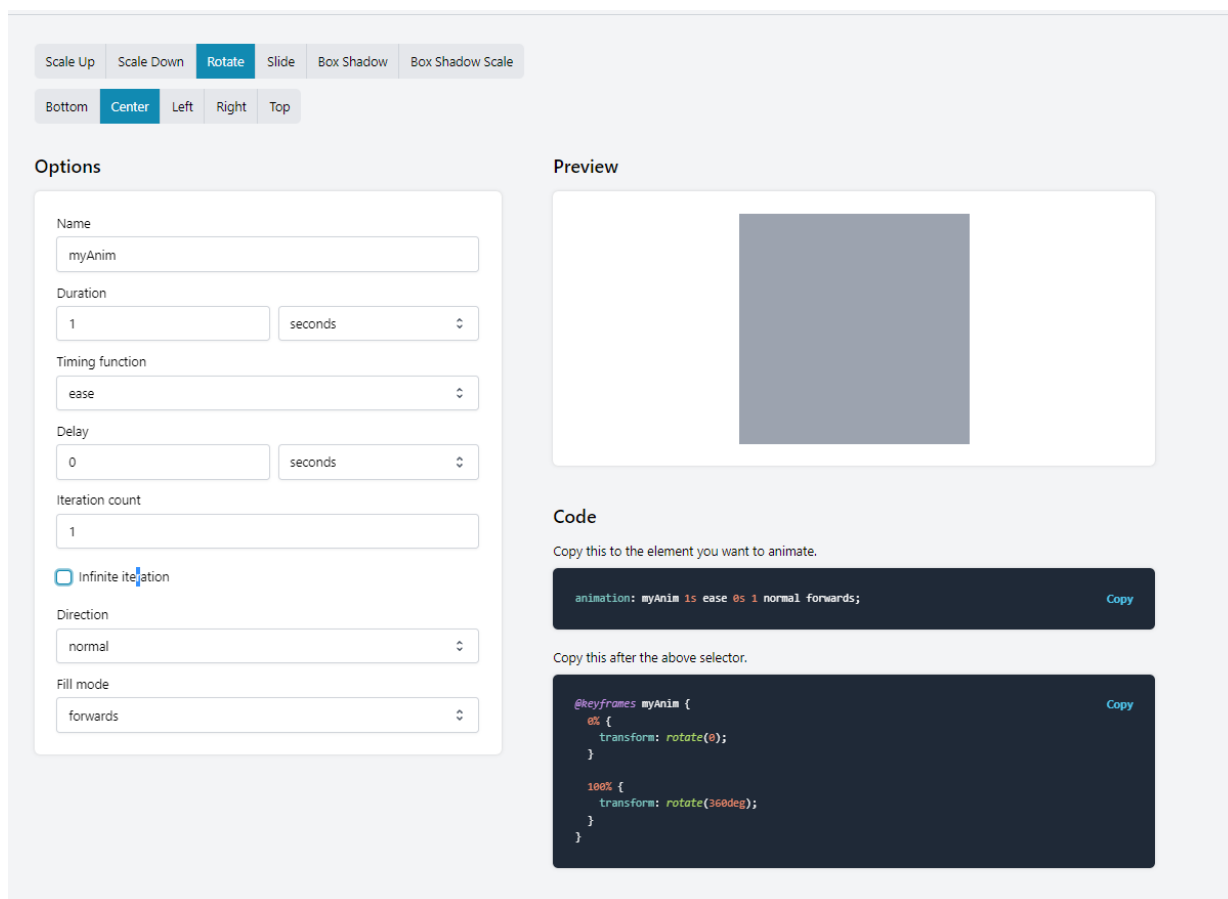 Scale Up Scale Down Rotate Slide Box Shadow Box Shadow Scale
Bottom Center Left Right Top
Options
Name
myAnim
Duration
1 seconds
Timing function
ease
Delay
0 seconds
Iteration count
1
Infinite iteration
Direction
normal
Fill mode
forwards
Preview
Code
Copy this to the element you want to animate.
animation: myAnim 1s ease 0s 1 normal forwards; Copy
Copy this after the above selector.
@keyframes myAnim { Copy
0% {
transform: rotate(0);
}
100% {
transform: rotate(360deg);
}
}